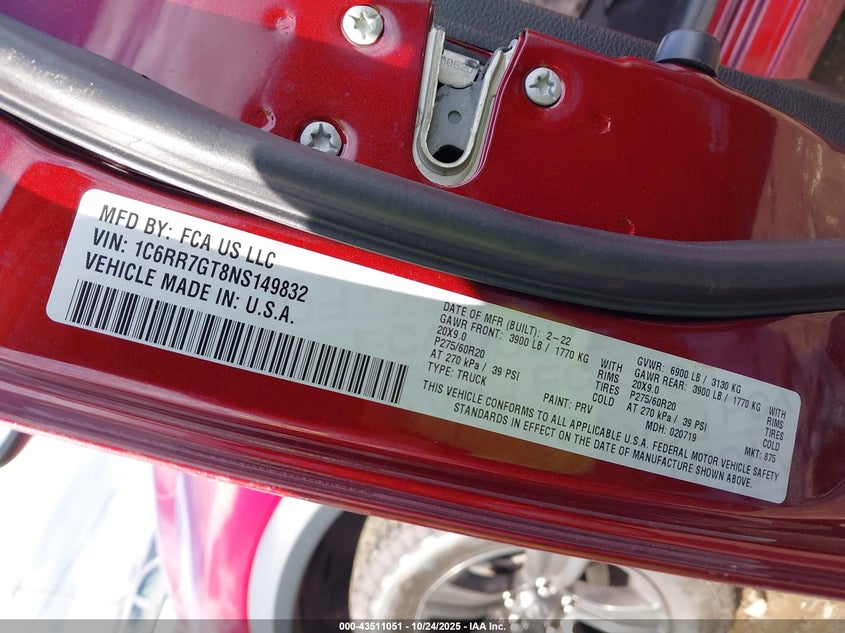 MFD BY: FCA US LLC
VIN: 1C6RR7GT8NS149832
VEHICLE MADE IN: U.S.A.
DATE OF MFR (BUILT): 2-22 GVWR: 6900 LB / 3130 KG
GAWR FRONT: 3900 LB / 1770 KG WITH GAWR REAR: 3900 LB / 1770 KG WITH
20X9.0 RIMS 20X9.0 RIMS
P275/60R20 TIRES P275/60R20 TIRES
AT 270 kPa / 39 PSI COLD AT 270 kPa / 39 PSI COLD
TYPE: TRUCK PAINT: PRV MDH: 020719 MKT: 875
THIS VEHICLE CONFORMS TO ALL APPLICABLE U.S.A. FEDERAL MOTOR VEHICLE SAFETY
STANDARDS IN EFFECT ON THE DATE OF MANUFACTURE SHOWN ABOVE.
000-43511051 - 10/24/2025 - IAA Inc.